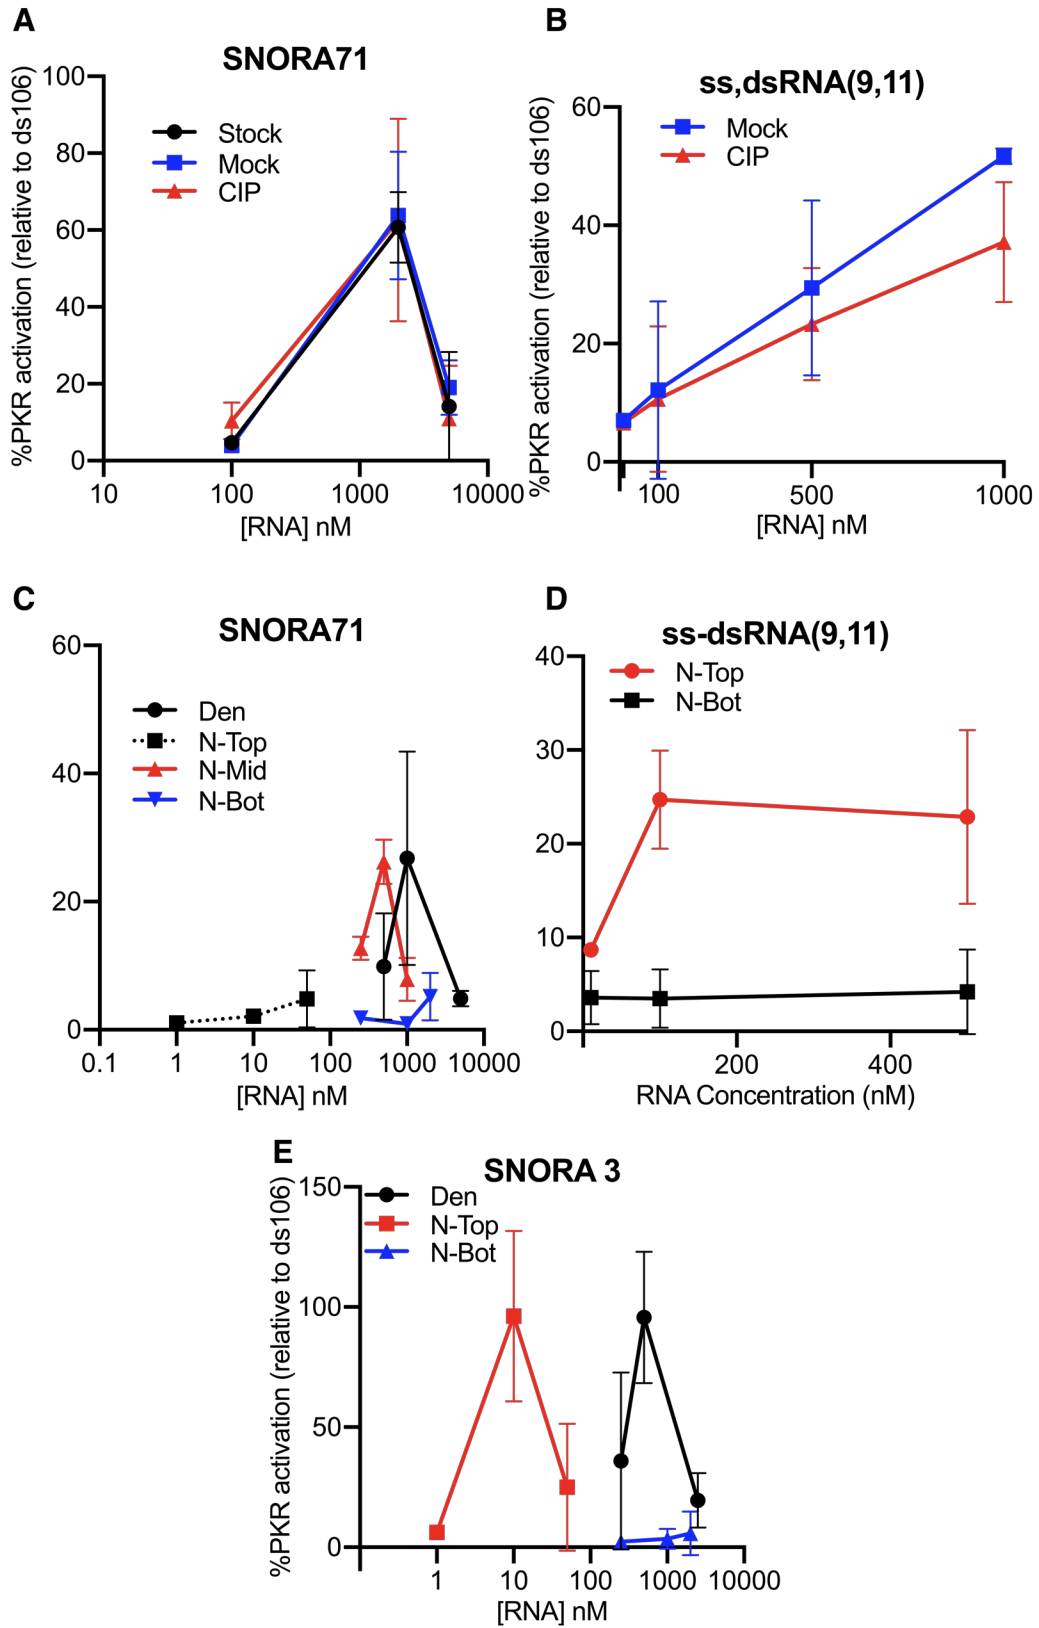 A
SNORA71
%PKR activation (relative to ds106)
100
80
60
40
20
0
Stock
Mock
CIP
10 100 1000 10000
[RNA] nM
B
ss,dsRNA(9,11)
%PKR activation (relative to ds106)
60
40
20
0
Mock
CIP
100 500 1000
[RNA] nM
C
SNORA71
60
40
20
0
Den
N-Top
N-Mid
N-Bot
0.1 1 10 100 1000 10000
[RNA] nM
D
ss-dsRNA(9,11)
40
30
20
10
0
N-Top
N-Bot
200 400
RNA Concentration (nM)
E
SNORA 3
%PKR activation (relative to ds106)
150
100
50
0
Den
N-Top
N-Bot
1 10 100 1000 10000
[RNA] nM